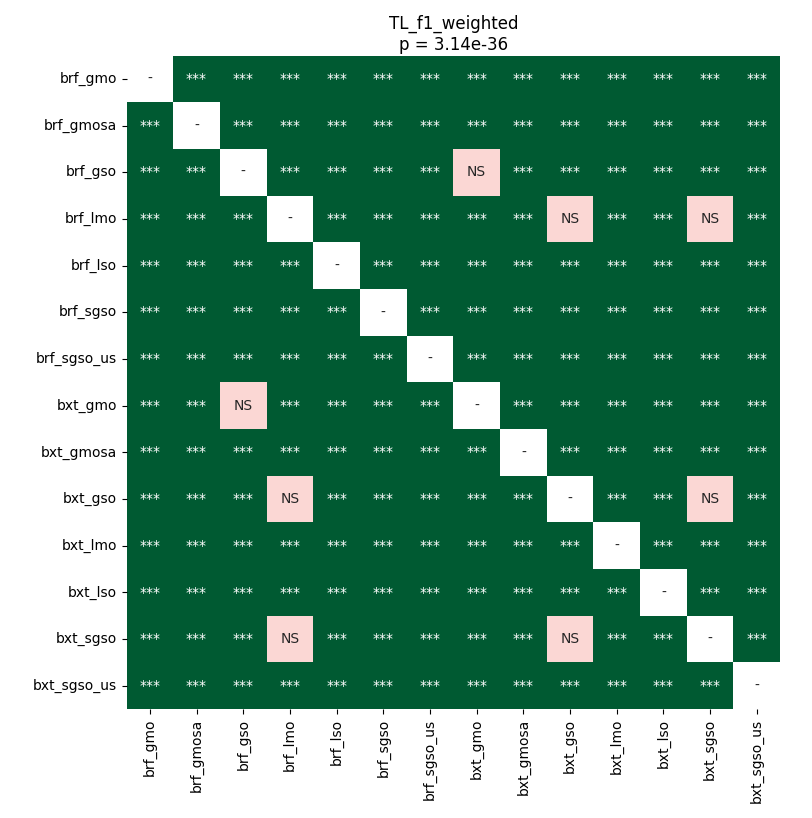 TL_f1_weighted
p = 3.14e-36
brf_gmo - *** *** *** *** *** *** *** *** *** *** *** *** ***
brf_gmosa *** - *** *** *** *** *** *** *** *** *** *** *** ***
brf_gso *** *** - *** *** *** *** NS *** *** *** *** *** ***
brf_lmo *** *** *** - *** *** *** *** *** NS *** *** NS ***
brf_lso *** *** *** *** - *** *** *** *** *** *** *** *** ***
brf_sgso *** *** *** *** *** - *** *** *** *** *** *** *** ***
brf_sgso_us *** *** *** *** *** *** - *** *** *** *** *** *** ***
bxt_gmo *** *** NS *** *** *** *** - *** *** *** *** *** ***
bxt_gmosa *** *** *** *** *** *** *** *** - *** *** *** *** ***
bxt_gso *** *** *** NS *** *** *** *** *** - *** *** NS ***
bxt_lmo *** *** *** *** *** *** *** *** *** *** - *** *** ***
bxt_lso *** *** *** *** *** *** *** *** *** *** *** - *** ***
bxt_sgso *** *** *** NS *** *** *** *** *** NS *** *** - ***
bxt_sgso_us *** *** *** *** *** *** *** *** *** *** *** *** *** -
brf_gmo
brf_gmosa
brf_gso
brf_lmo
brf_lso
brf_sgso
brf_sgso_us
bxt_gmo
bxt_gmosa
bxt_gso
bxt_lmo
bxt_lso
bxt_sgso
bxt_sgso_us